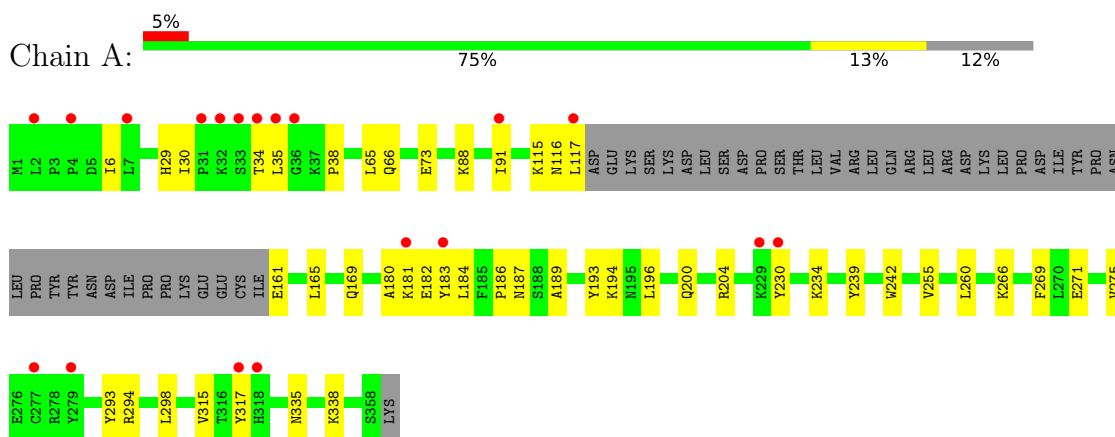 5%
Chain A:
75% 13% 12%
M1 L2 P3 P4 D5 I6 L7 H29 I30 P31 K32 S33 T34 L35 G36 K37 P38 L65 Q66 E73 K88 I91 K115 N116 L117 ASP GLU LYS SER LYS ASP LEU SER ASP PRO SER THR LEU VAL ARG LEU GLN ARG LEU ARG ASP LYS LEU PRO ASP ILE TYR PRO ASN
LEU PRO TYR TYR ASN ASP ILE PRO PRO LYS GLU GLU CYS ILE E161 L165 Q169 A180 K181 E182 Y183 L184 F185 P186 N187 S188 A189 Y193 K194 N195 L196 Q200 R204 K229 Y230 K234 Y239 W242 V255 L260 K266 F269 L270 E271 V275
E276 C277 R278 Y279 Y293 R294 L298 V315 T316 Y317 H318 N335 K338 S358 LYS